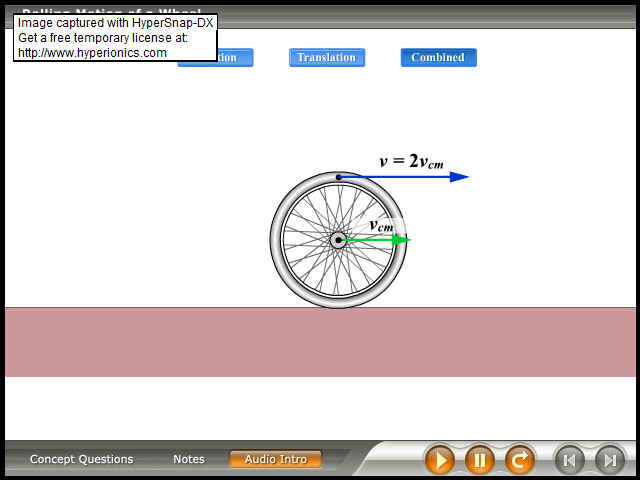 Image captured with HyperSnap-DX
Get a free temporary license at:
http://www.hyperionics.com
Translation
Combined
v = 2vcm
vcm
Concept Questions
Notes
Audio Intro